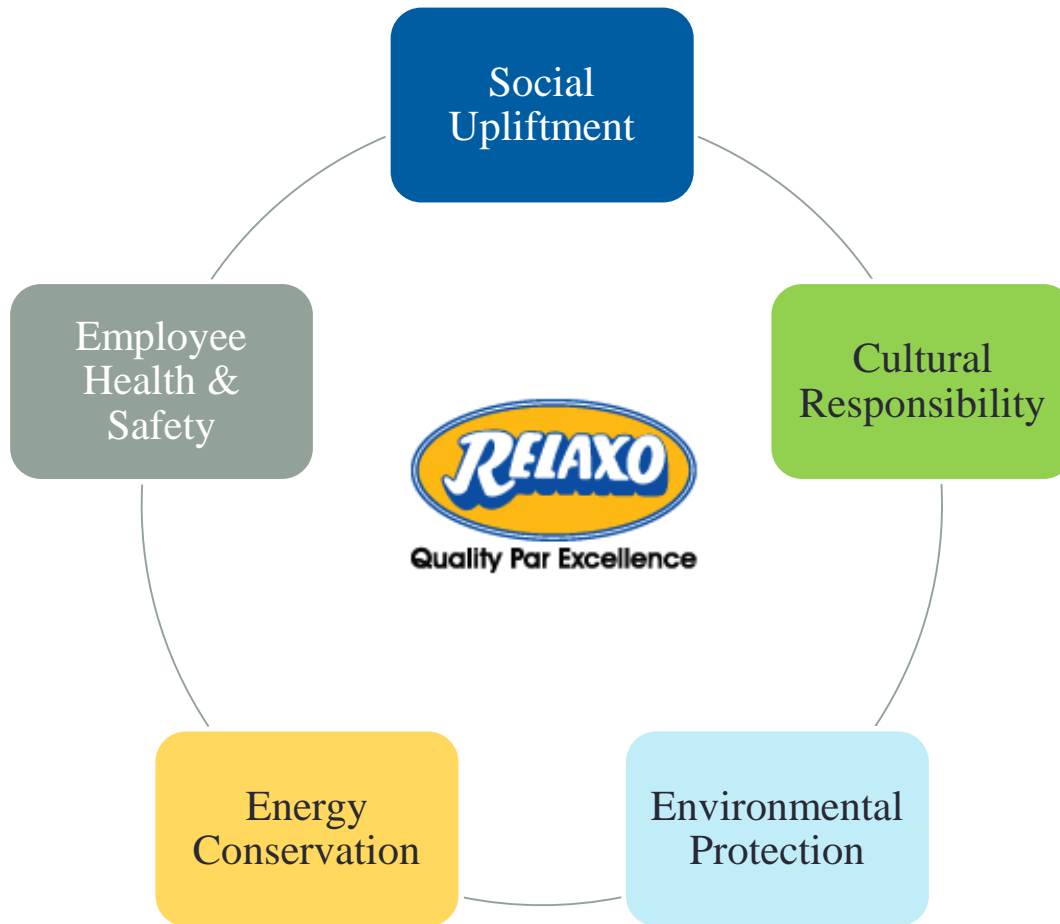 Social
Upliftment
Employee
Health &
Safety
Cultural
Responsibility
RELAXO
Quality Par Excellence
Energy
Conservation
Environmental
Protection